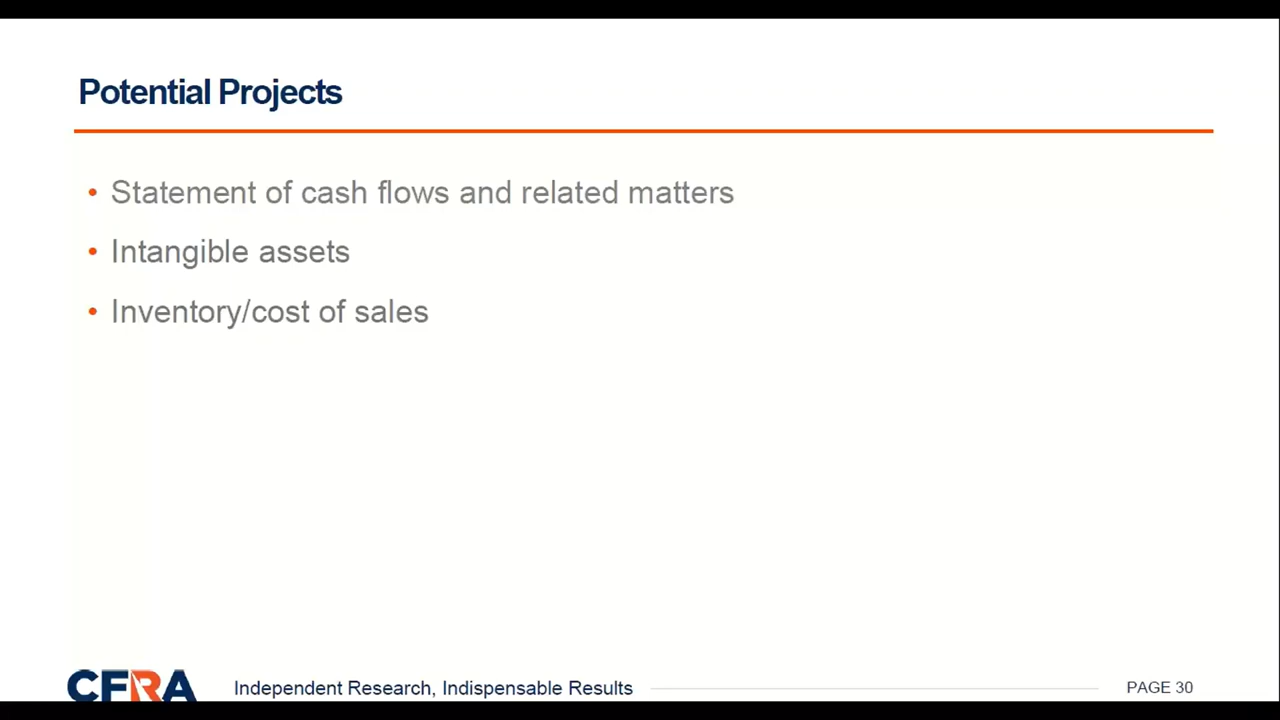 Potential Projects
• Statement of cash flows and related matters
• Intangible assets
• Inventory/cost of sales
CFRA
Independent Research, Indispensable Results
PAGE 30